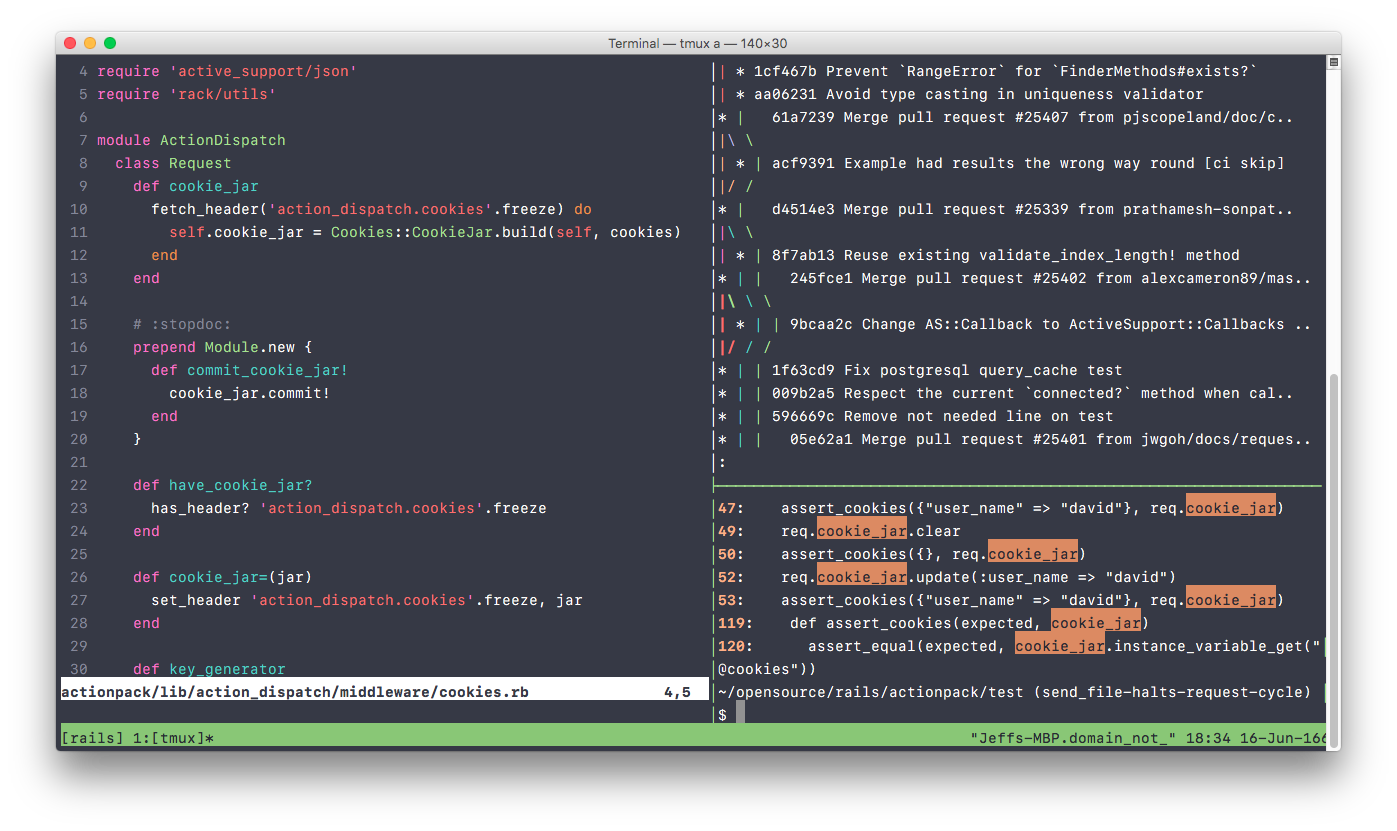 Terminal — tmux a — 140×30
4 require 'active_support/json'
5 require 'rack/utils'
6
7 module ActionDispatch
8   class Request
9     def cookie_jar
10       fetch_header('action_dispatch.cookies'.freeze) do
11         self.cookie_jar = Cookies::CookieJar.build(self, cookies)
12       end
13     end
14
15     # :stopdoc:
16     prepend Module.new {
17       def commit_cookie_jar!
18         cookie_jar.commit!
19       end
20     }
21
22     def have_cookie_jar?
23       has_header? 'action_dispatch.cookies'.freeze
24     end
25
26     def cookie_jar=(jar)
27       set_header 'action_dispatch.cookies'.freeze, jar
28     end
29
30     def key_generator
actionpack/lib/action_dispatch/middleware/cookies.rb 4,5
| * 1cf467b Prevent `RangeError` for `FinderMethods#exists?`
| * aa06231 Avoid type casting in uniqueness validator
* |   61a7239 Merge pull request #25407 from pjscopeland/doc/c..
|\ \
| * | acf9391 Example had results the wrong way round [ci skip]
|/ /
* |   d4514e3 Merge pull request #25339 from prathamesh-sonpat..
|\ \
| * | 8f7ab13 Reuse existing validate_index_length! method
* | |   245fce1 Merge pull request #25402 from alexcameron89/mas..
|\ \ \
| * | | 9bcaa2c Change AS::Callback to ActiveSupport::Callbacks ..
|/ / /
* | | 1f63cd9 Fix postgresql query_cache test
* | | 009b2a5 Respect the current `connected?` method when cal..
* | | 596669c Remove not needed line on test
* | |   05e62a1 Merge pull request #25401 from jwgoh/docs/reques..
:
47:    assert_cookies({"user_name" => "david"}, req.cookie_jar)
49:    req.cookie_jar.clear
50:    assert_cookies({}, req.cookie_jar)
52:    req.cookie_jar.update(:user_name => "david")
53:    assert_cookies({"user_name" => "david"}, req.cookie_jar)
119:    def assert_cookies(expected, cookie_jar)
120:      assert_equal(expected, cookie_jar.instance_variable_get("
@cookies"))
~/opensource/rails/actionpack/test (send_file-halts-request-cycle)
$
[rails] 1:[tmux]* "Jeffs-MBP.domain_not_" 18:34 16-Jun-166